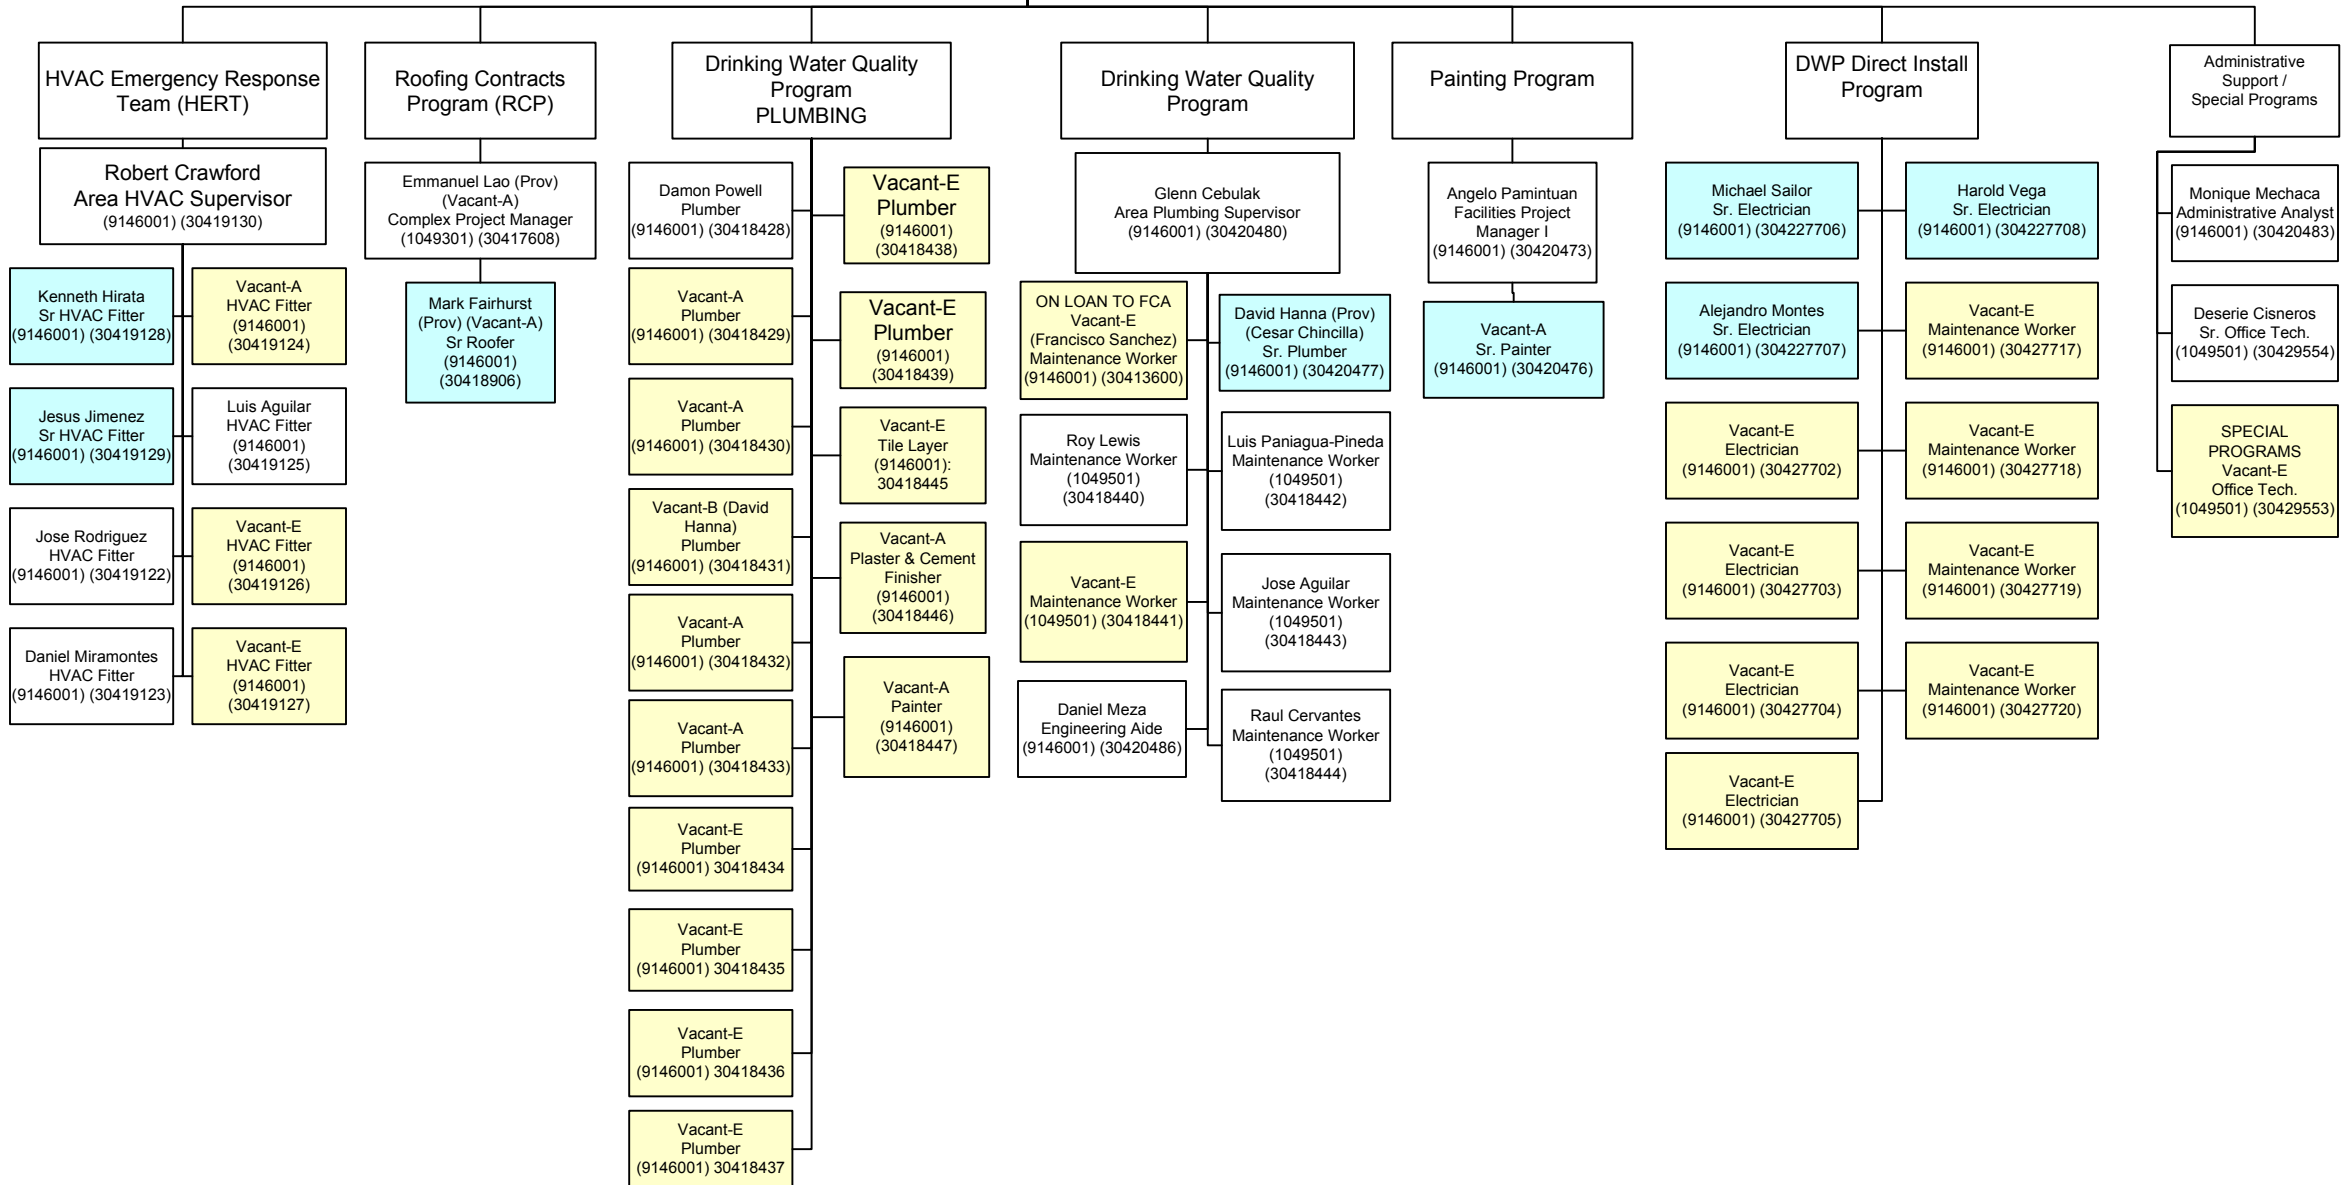 HVAC Emergency Response
Team (HERT)
Robert Crawford
Area HVAC Supervisor
(9146001) (30419130)
Kenneth Hirata
Sr HVAC Fitter
(9146001) (30419128)
Vacant-A
HVAC Fitter
(9146001)
(30419124)
Jesus Jimenez
Sr HVAC Fitter
(9146001) (30419129)
Luis Aguilar
HVAC Fitter
(9146001)
(30419125)
Jose Rodriguez
HVAC Fitter
(9146001) (30419122)
Vacant-E
HVAC Fitter
(9146001)
(30419126)
Daniel Miramontes
HVAC Fitter
(9146001) (30419123)
Vacant-E
HVAC Fitter
(9146001)
(30419127)
Roofing Contracts
Program (RCP)
Emmanuel Lao (Prov)
(Vacant-A)
Complex Project Manager
(1049301) (30417608)
Mark Fairhurst
(Prov) (Vacant-A)
Sr Roofer
(9146001)
(30418906)
Drinking Water Quality
Program
PLUMBING
Damon Powell
Plumber
(9146001) (30418428)
Vacant-E
Plumber
(9146001)
(30418438)
Vacant-A
Plumber
(9146001) (30418429)
Vacant-E
Plumber
(9146001)
(30418439)
Vacant-A
Plumber
(9146001) (30418430)
Vacant-E
Tile Layer
(9146001):
30418445
Vacant-B (David
Hanna)
Plumber
(9146001) (30418431)
Vacant-A
Plaster & Cement
Finisher
(9146001)
(30418446)
Vacant-A
Plumber
(9146001) (30418432)
Vacant-A
Painter
(9146001)
(30418447)
Vacant-A
Plumber
(9146001) (30418433)
Vacant-E
Plumber
(9146001) 30418434
Vacant-E
Plumber
(9146001) 30418435
Vacant-E
Plumber
(9146001) 30418436
Vacant-E
Plumber
(9146001) 30418437
Drinking Water Quality
Program
Glenn Cebulak
Area Plumbing Supervisor
(9146001) (30420480)
ON LOAN TO FCA
Vacant-E
(Francisco Sanchez)
Maintenance Worker
(9146001) (30413600)
David Hanna (Prov)
(Cesar Chincilla)
Sr. Plumber
(9146001) (30420477)
Roy Lewis
Maintenance Worker
(1049501)
(30418440)
Luis Paniagua-Pineda
Maintenance Worker
(1049501)
(30418442)
Vacant-E
Maintenance Worker
(1049501) (30418441)
Jose Aguilar
Maintenance Worker
(1049501)
(30418443)
Daniel Meza
Engineering Aide
(9146001) (30420486)
Raul Cervantes
Maintenance Worker
(1049501)
(30418444)
Painting Program
Angelo Pamintuan
Facilities Project
Manager I
(9146001) (30420473)
Vacant-A
Sr. Painter
(9146001) (30420476)
DWP Direct Install
Program
Michael Sailor
Sr. Electrician
(9146001) (304227706)
Harold Vega
Sr. Electrician
(9146001) (304227708)
Alejandro Montes
Sr. Electrician
(9146001) (304227707)
Vacant-E
Maintenance Worker
(9146001) (30427717)
Vacant-E
Electrician
(9146001) (30427702)
Vacant-E
Maintenance Worker
(9146001) (30427718)
Vacant-E
Electrician
(9146001) (30427703)
Vacant-E
Maintenance Worker
(9146001) (30427719)
Vacant-E
Electrician
(9146001) (30427704)
Vacant-E
Maintenance Worker
(9146001) (30427720)
Vacant-E
Electrician
(9146001) (30427705)
Administrative
Support /
Special Programs
Monique Mechaca
Administrative Analyst
(9146001) (30420483)
Deserie Cisneros
Sr. Office Tech.
(1049501) (30429554)
SPECIAL
PROGRAMS
Vacant-E
Office Tech.
(1049501) (30429553)